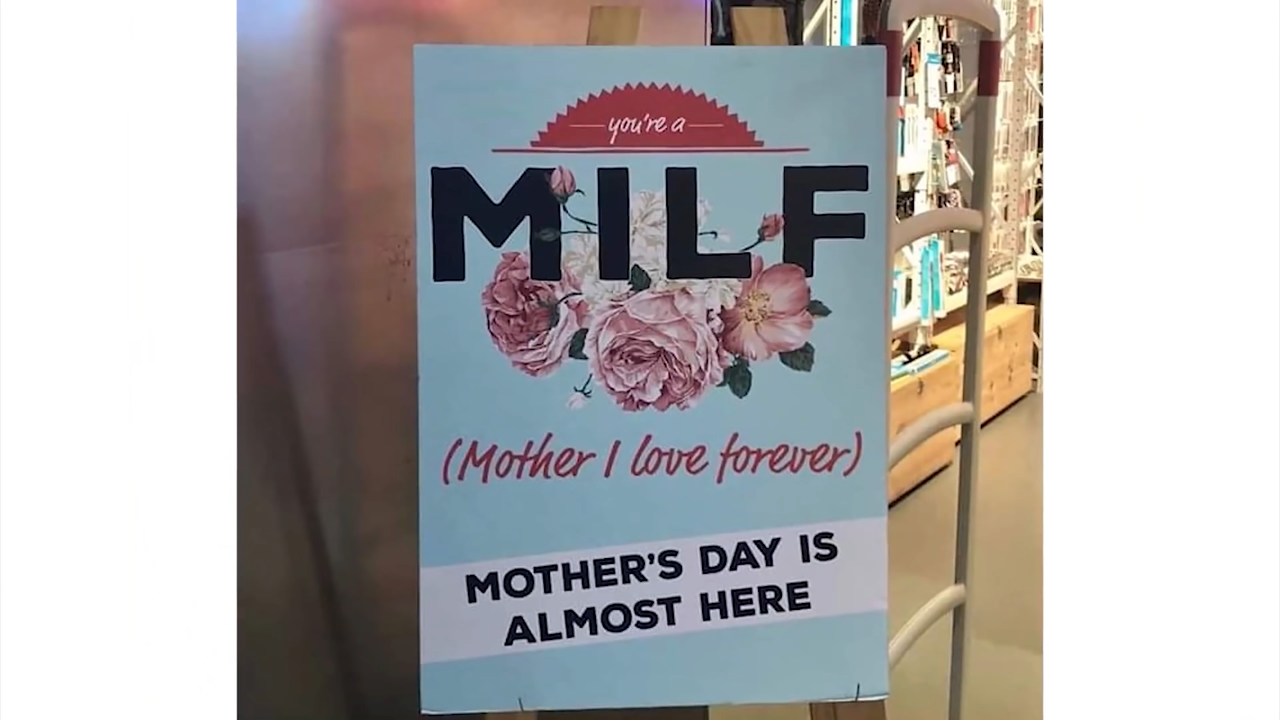 you're a
MILF
(Mother I love forever)
MOTHER'S DAY IS
ALMOST HERE